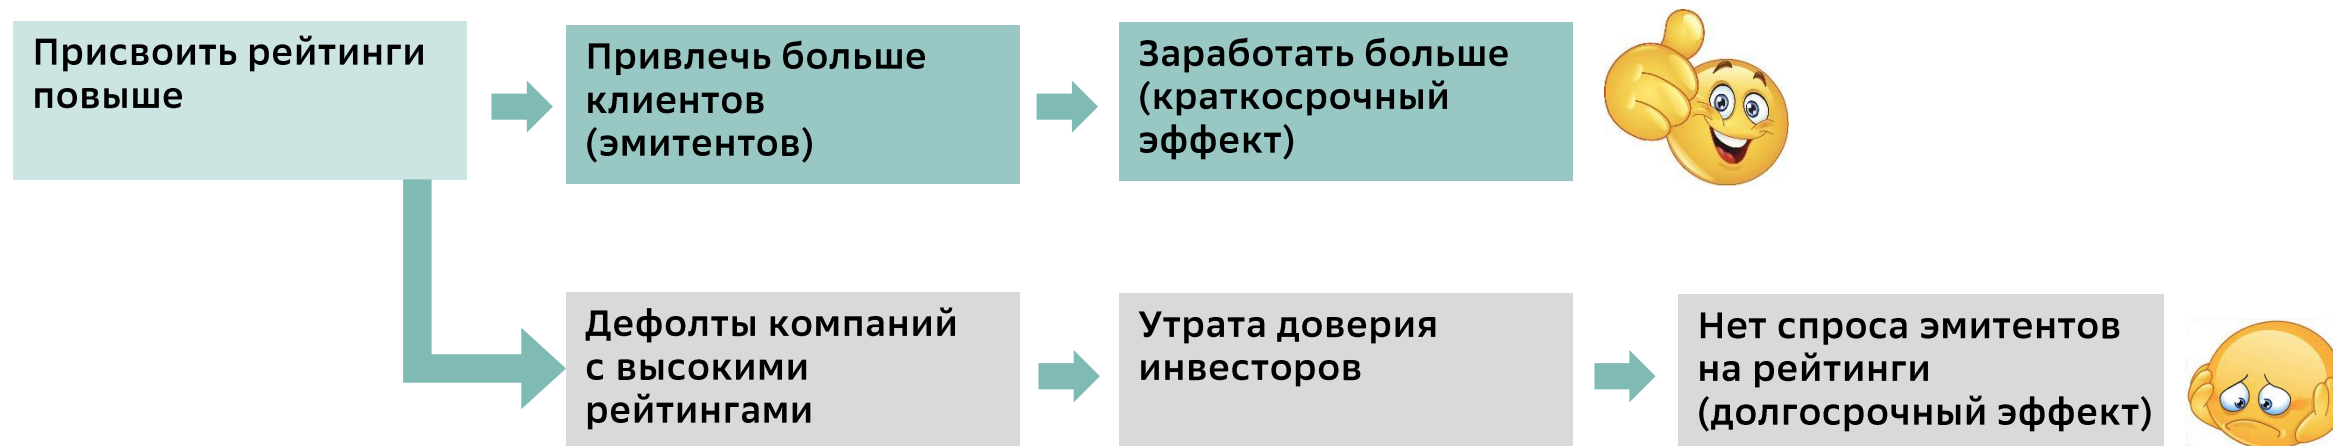 Присвоить рейтинги
повыше
Привлечь больше
клиентов
(эмитентов)
Заработать больше
(краткосрочный
эффект)
Дефолты компаний
с высокими
рейтингами
Утрата доверия
инвесторов
Нет спроса эмитентов
на рейтинги
(долгосрочный эффект)